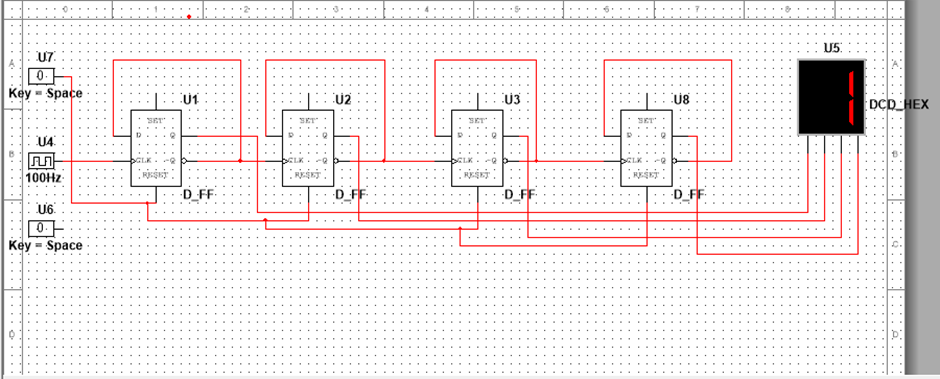 0 1 2 3 4 5 6 7 8
A A
B B
C C
D D
U7
0
Key = Space
U4
100Hz
U6
0
Key = Space
U1
SET
D Q
CLK ~Q
RESET
D_FF
U2
SET
D Q
CLK ~Q
RESET
D_FF
U3
SET
D Q
CLK ~Q
RESET
D_FF
U8
SET
D Q
CLK ~Q
RESET
D_FF
U5
1
DCD_HEX